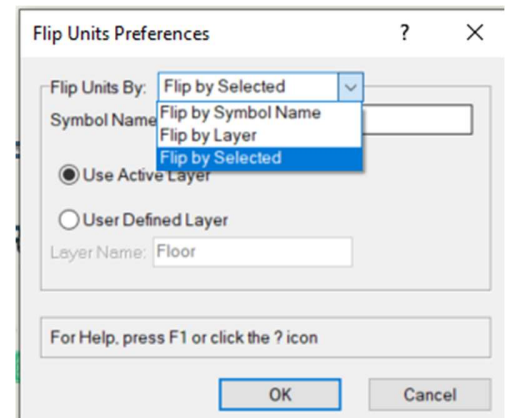 Flip Units Preferences ?
Flip Units By: Flip by Selected
Flip by Symbol Name
Symbol Name
Flip by Layer
Flip by Selected
Use Active Layer
User Defined Layer
Layer Name: Floor
For Help, press F1 or click the ? icon
OK Cancel